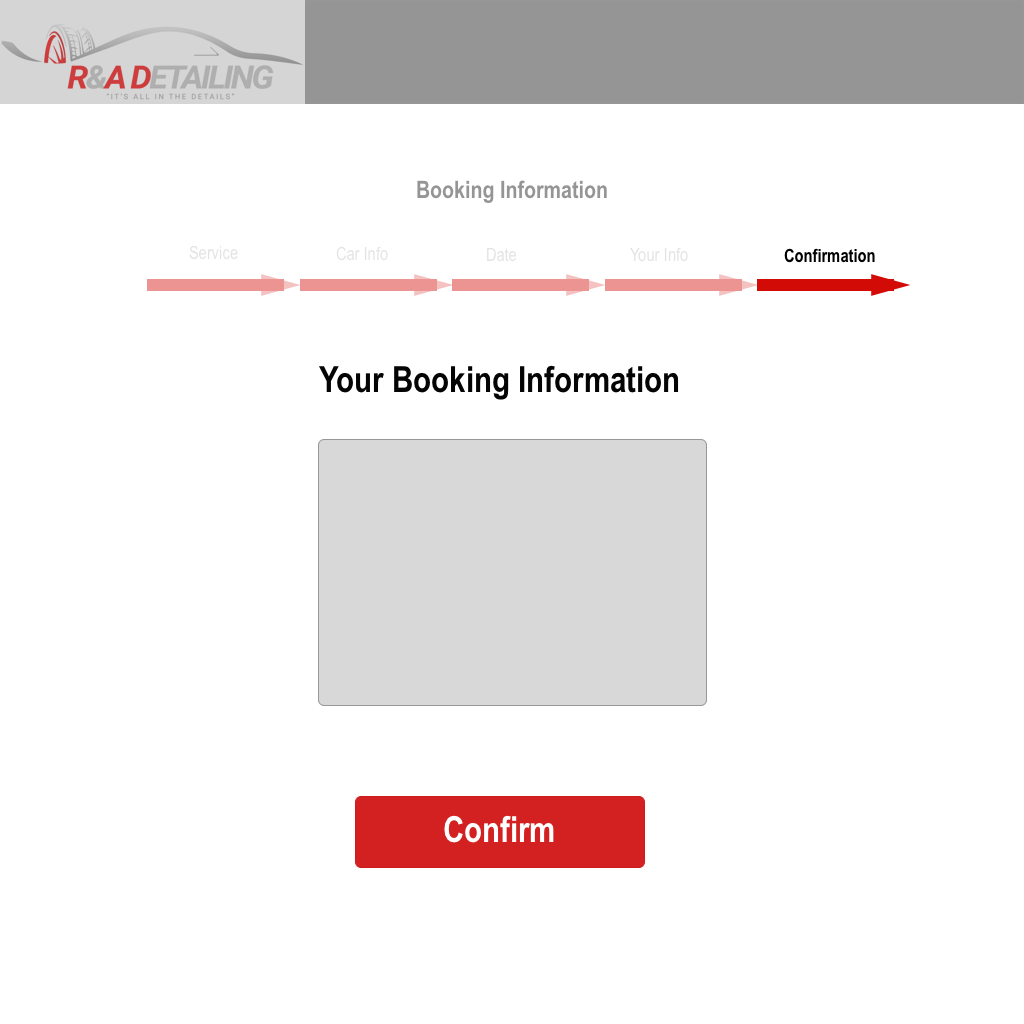 R&A DETAILING
"IT'S ALL IN THE DETAILS"
Booking Information
Service Car Info Date Your Info Confirmation
Your Booking Information
Confirm